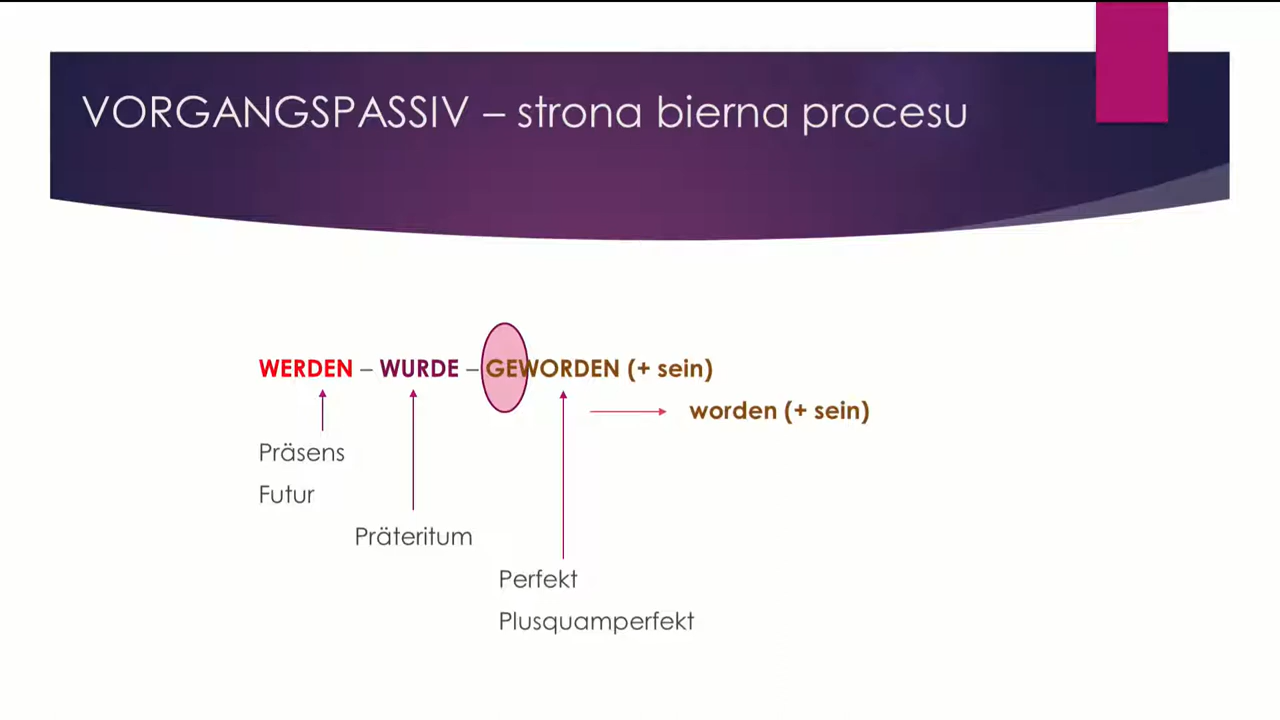 VORGANGSPASSIV – strona bierna procesu
WERDEN – WURDE – GEWORDEN (+ sein)
worden (+ sein)
Präsens
Futur
Präteritum
Perfekt
Plusquamperfekt